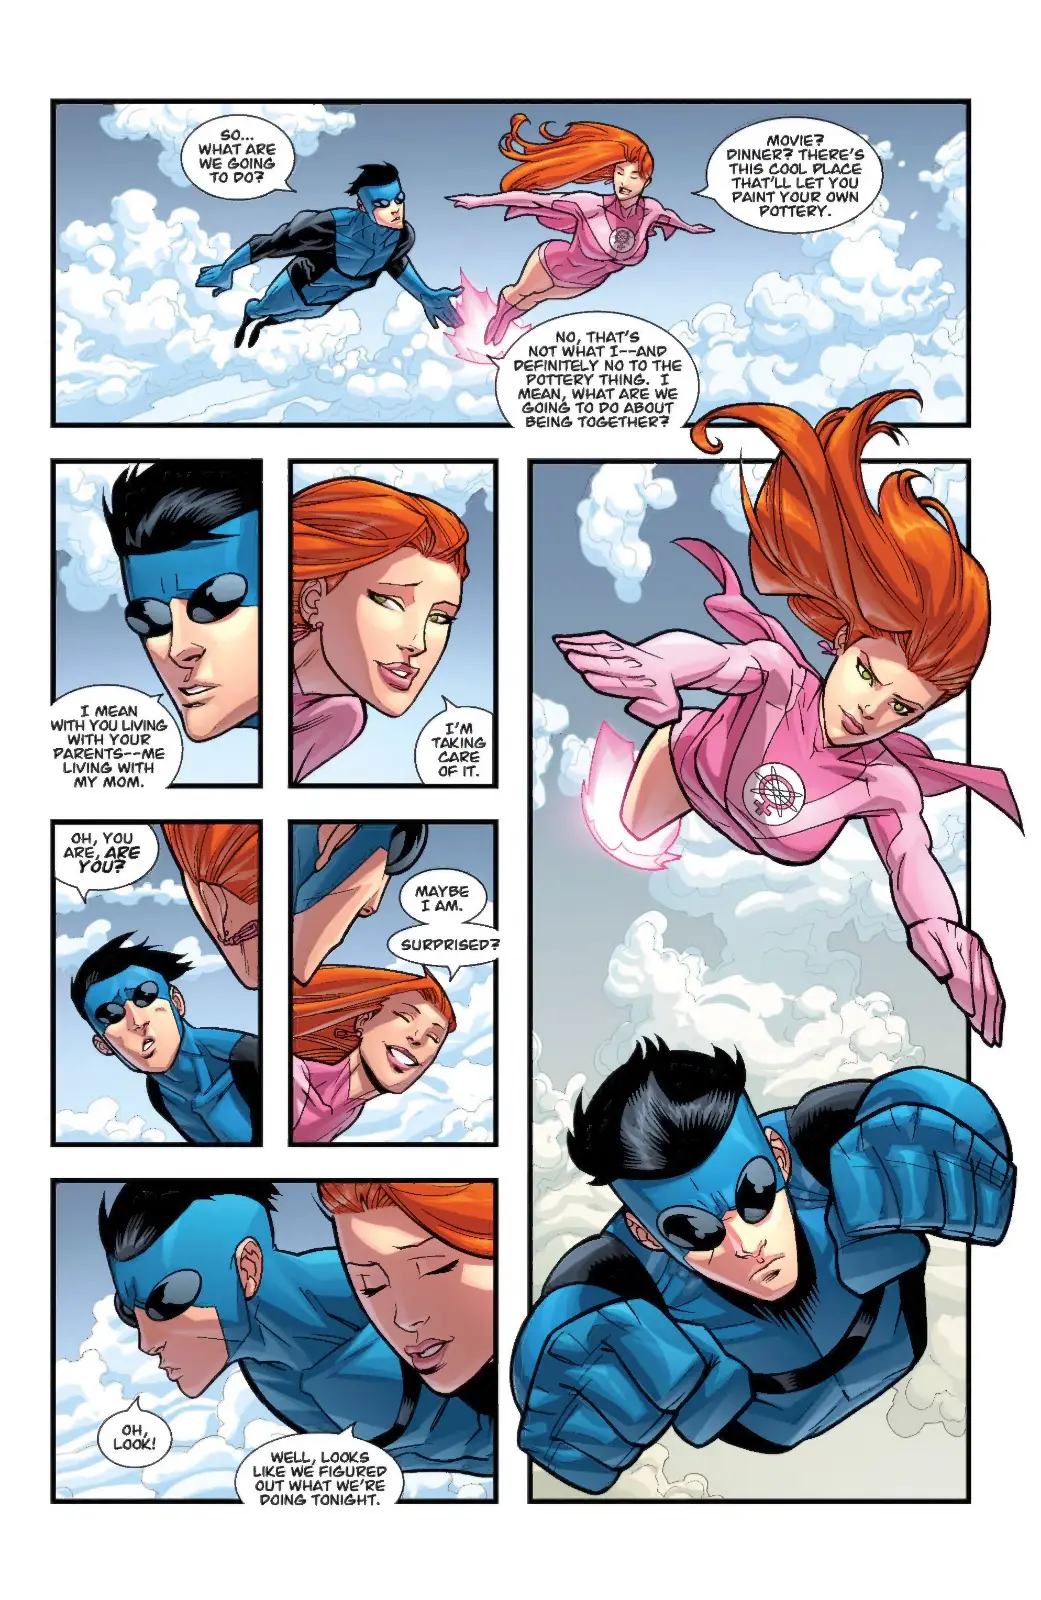 SO...
WHAT ARE
WE GOING
TO DO?
MOVIE?
DINNER? THERE'S
THIS COOL PLACE
THAT'LL LET YOU
PAINT YOUR OWN
POTTERY.
NO, THAT'S
NOT WHAT I--AND
DEFINITELY NO TO THE
POTTERY THING. I
MEAN, WHAT ARE WE
GOING TO DO ABOUT
BEING TOGETHER?
I MEAN
WITH YOU LIVING
WITH YOUR
PARENTS--ME
LIVING WITH
MY MOM.
I'M
TAKING
CARE
OF IT.
OH, YOU
ARE, ARE
YOU?
MAYBE
I AM.
SURPRISED?
OH,
LOOK!
WELL, LOOKS
LIKE WE FIGURED
OUT WHAT WE'RE
DOING TONIGHT.